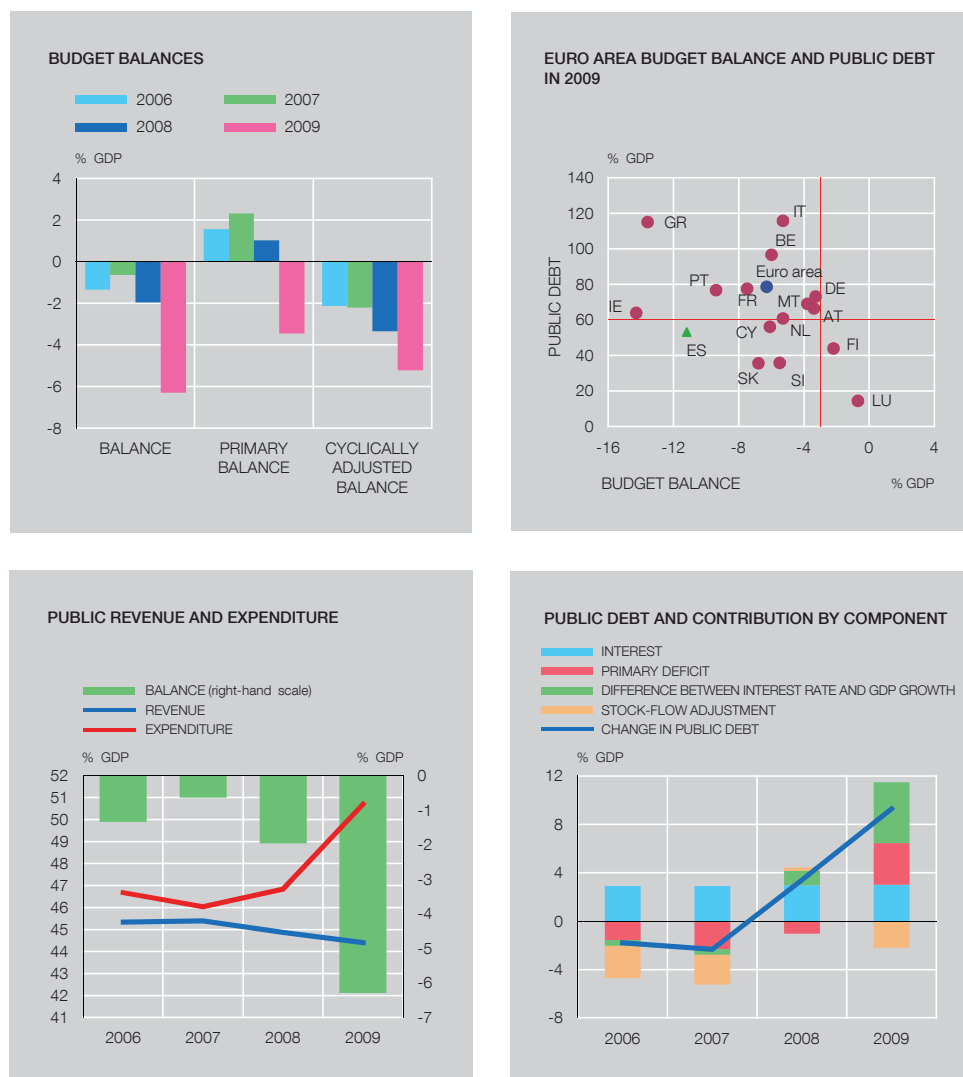 BUDGET BALANCES
2006
2007
2008
2009
% GDP
4
2
0
-2
-4
-6
-8
BALANCE
PRIMARY
BALANCE
CYCLICALLY
ADJUSTED
BALANCE
EURO AREA BUDGET BALANCE AND PUBLIC DEBT
IN 2009
% GDP
PUBLIC DEBT
140
120
100
80
60
40
20
0
GR
IT
BE
Euro area
PT
FR
MT
DE
IE
AT
ES
CY
NL
FI
SK
SI
LU
-16
-12
-8
-4
0
4
BUDGET BALANCE
% GDP
PUBLIC REVENUE AND EXPENDITURE
BALANCE (right-hand scale)
REVENUE
EXPENDITURE
% GDP
% GDP
52
51
50
49
48
47
46
45
44
43
42
41
0
-1
-2
-3
-4
-5
-6
-7
2006
2007
2008
2009
PUBLIC DEBT AND CONTRIBUTION BY COMPONENT
INTEREST
PRIMARY DEFICIT
DIFFERENCE BETWEEN INTEREST RATE AND GDP GROWTH
STOCK-FLOW ADJUSTMENT
CHANGE IN PUBLIC DEBT
% GDP
12
8
4
0
-4
-8
2006
2007
2008
2009